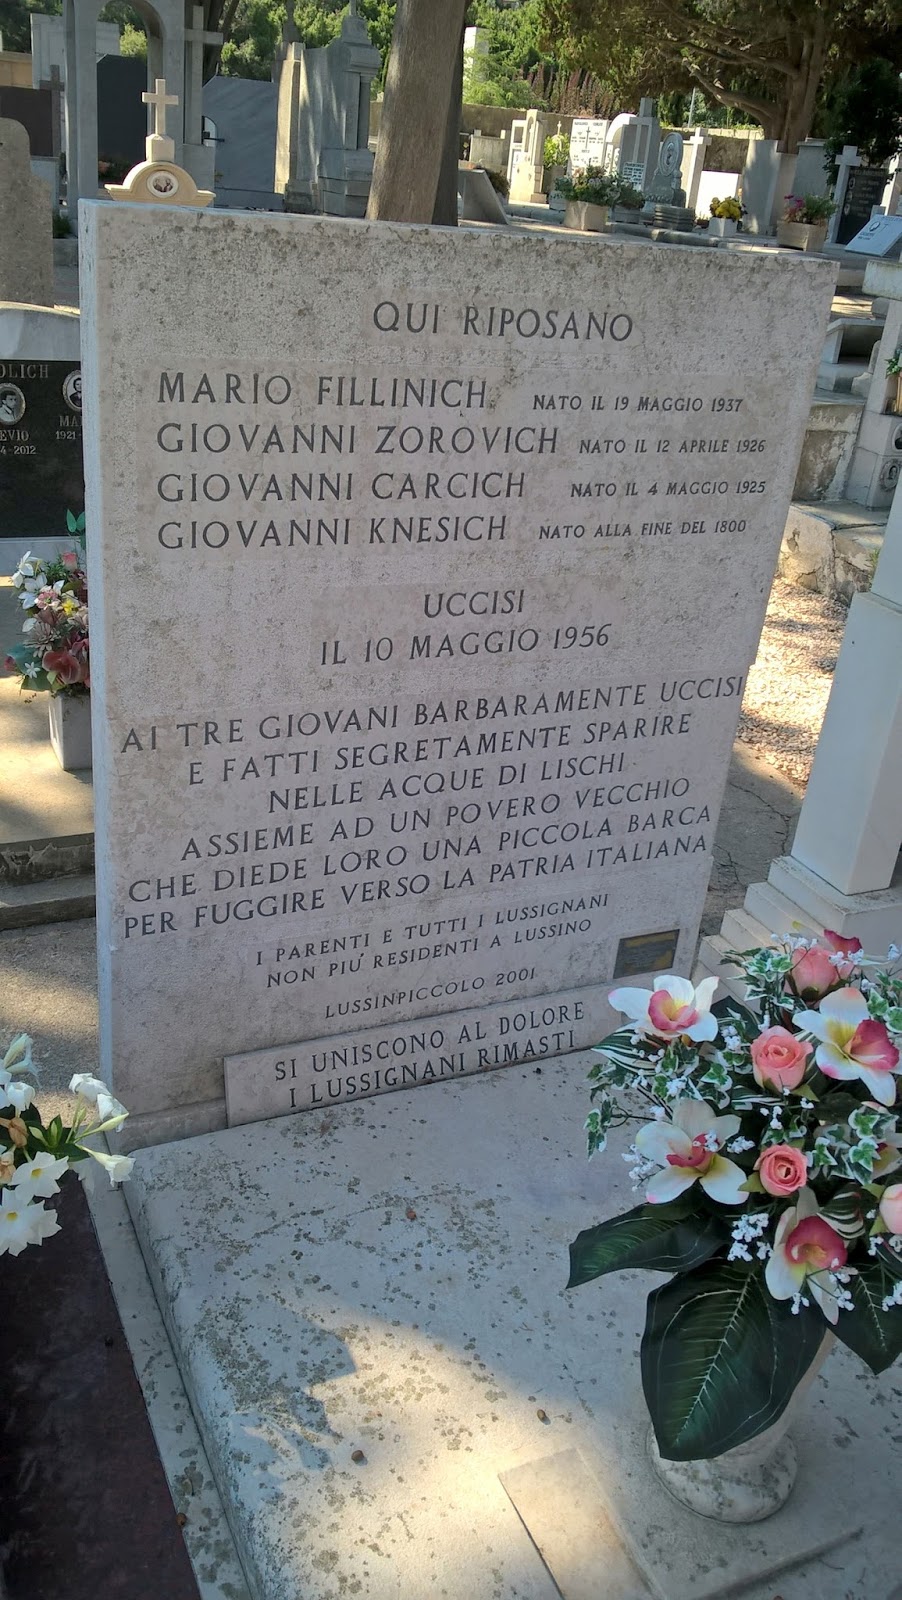 QUI RIPOSANO
MARIO FILLINICH NATO IL 19 MAGGIO 1937
GIOVANNI ZOROVICH NATO IL 12 APRILE 1926
GIOVANNI CARCICH NATO IL 4 MAGGIO 1925
GIOVANNI KNESICH NATO ALLA FINE DEL 1800
UCCISI
IL 10 MAGGIO 1956
AI TRE GIOVANI BARBARAMENTE UCCISI
E FATTI SEGRETAMENTE SPARIRE
NELLE ACQUE DI LISCHI
ASSIEME AD UN POVERO VECCHIO
CHE DIEDE LORO UNA PICCOLA BARCA
PER FUGGIRE VERSO LA PATRIA ITALIANA
I PARENTI E TUTTI I LUSSIGNANI
NON PIU' RESIDENTI A LUSSINO
LUSSINPICCOLO 2001
SI UNISCONO AL DOLORE
I LUSSIGNANI RIMASTI